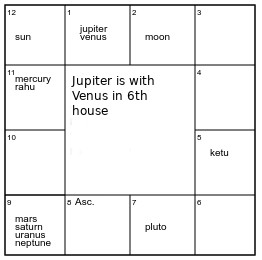 12
sun
1
jupiter
venus
2
moon
3
11
mercury
rahu
Jupiter is with
Venus in 6th
house
4
10
5
ketu
9
mars
saturn
uranus
neptune
8 Asc.
7
pluto
6